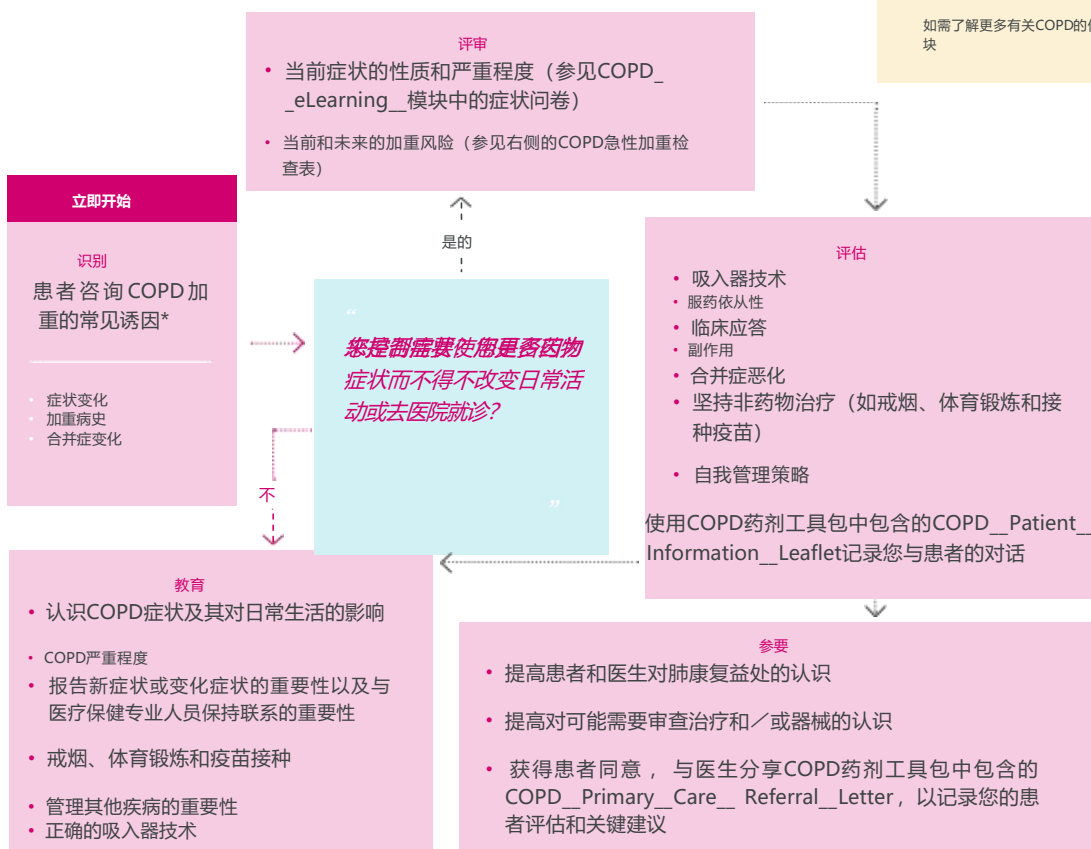 如需了解更多有关COPD的
块
评审
• 当前症状的性质和严重程度（参见COPD_
_eLearning__模块中的症状问卷）
• 当前和未来的加重风险（参见右侧的COPD急性加重检
查表）
立即开始
识别
患者咨询COPD加
重的常见诱因*
• 症状变化
• 加重病史
• 合并症变化
是的
“
症状而不得不改变日常活
动或去医院就诊？
”
不
评估
• 吸入器技术
• 服药依从性
• 临床应答
• 副作用
• 合并症恶化
• 坚持非药物治疗（如戒烟、体育锻炼和接
种疫苗）
• 自我管理策略
使用COPD药剂工具包中包含的COPD__Patient__
Information__Leaflet记录您与患者的对话
教育
• 认识COPD症状及其对日常生活的影响
• COPD严重程度
• 报告新症状或变化症状的重要性以及与
医疗保健专业人员保持联系的重要性
• 戒烟、体育锻炼和疫苗接种
• 管理其他疾病的重要性
• 正确的吸入器技术
参要
• 提高患者和医生对肺康复益处的认识
• 提高对可能需要审查治疗和／或器械的认识
• 获得患者同意，与医生分享COPD药剂工具包中包含的
COPD__Primary__Care__ Referral__Letter，以记录您的患
者评估和关键建议